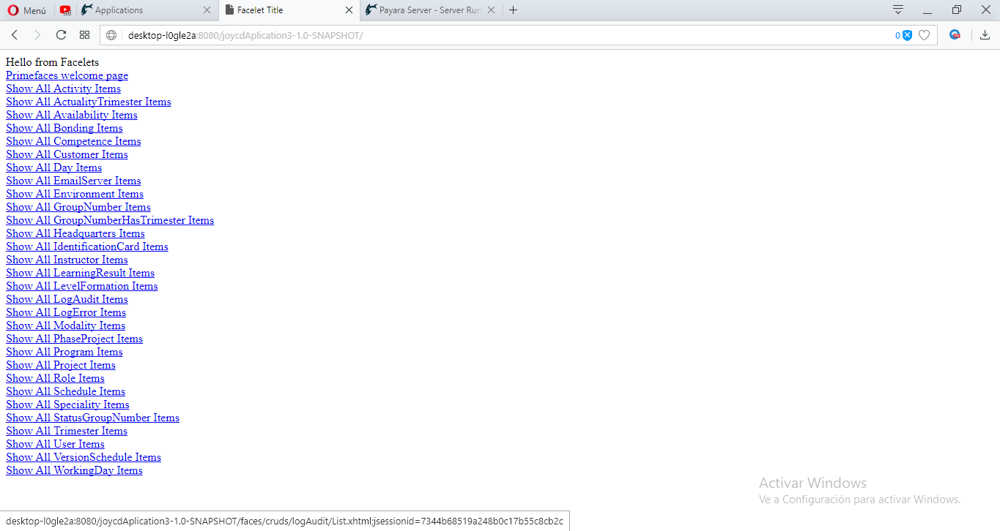 Menú
Applications
Facelet Title
Payara Server - Server Run
desktop-l0gle2a:8080/joycdAplication3-1.0-SNAPSHOT/
0
Hello from Facelets
Primefaces welcome page
Show All Activity Items
Show All ActualityTrimester Items
Show All Availability Items
Show All Bonding Items
Show All Competence Items
Show All Customer Items
Show All Day Items
Show All EmailServer Items
Show All Environment Items
Show All GroupNumber Items
Show All GroupNumberHasTrimester Items
Show All Headquarters Items
Show All IdentificationCard Items
Show All Instructor Items
Show All LearningResult Items
Show All LevelFormation Items
Show All LogAudit Items
Show All LogError Items
Show All Modality Items
Show All PhaseProject Items
Show All Program Items
Show All Project Items
Show All Role Items
Show All Schedule Items
Show All Speciality Items
Show All StatusGroupNumber Items
Show All Trimester Items
Show All User Items
Show All VersionSchedule Items
Show All WorkingDay Items
Activar Windows
Ve a Configuración para activar Windows.
desktop-l0gle2a:8080/joycdAplication3-1.0-SNAPSHOT/faces/cruds/logAudit/List.xhtml;jsessionid=7344b68519a248b0c17b55c8cb2c